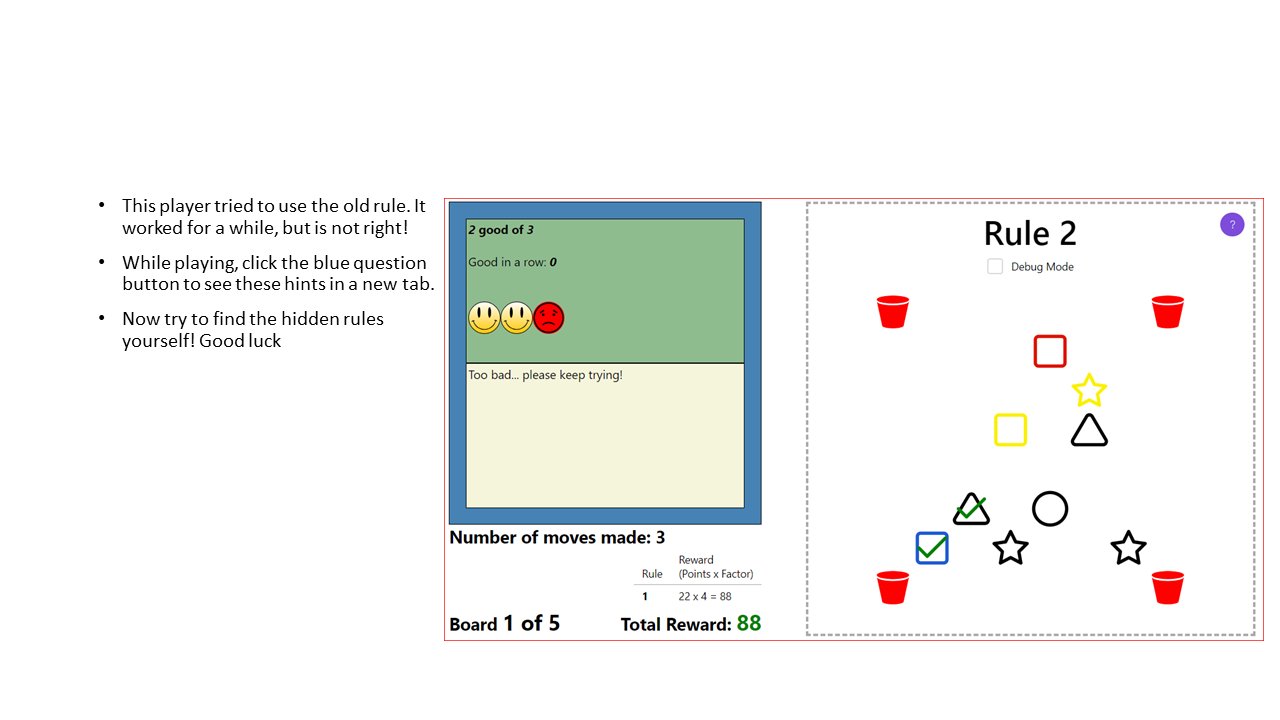 • This player tried to use the old rule. It
worked for a while, but is not right!
• While playing, click the blue question
button to see these hints in a new tab.
• Now try to find the hidden rules
yourself! Good luck
2 good of 3
Good in a row: 0
Too bad... please keep trying!
Number of moves made: 3
Reward
Rule (Points x Factor)
1 22 x 4 = 88
Board 1 of 5 Total Reward: 88
Rule 2
?
Debug Mode